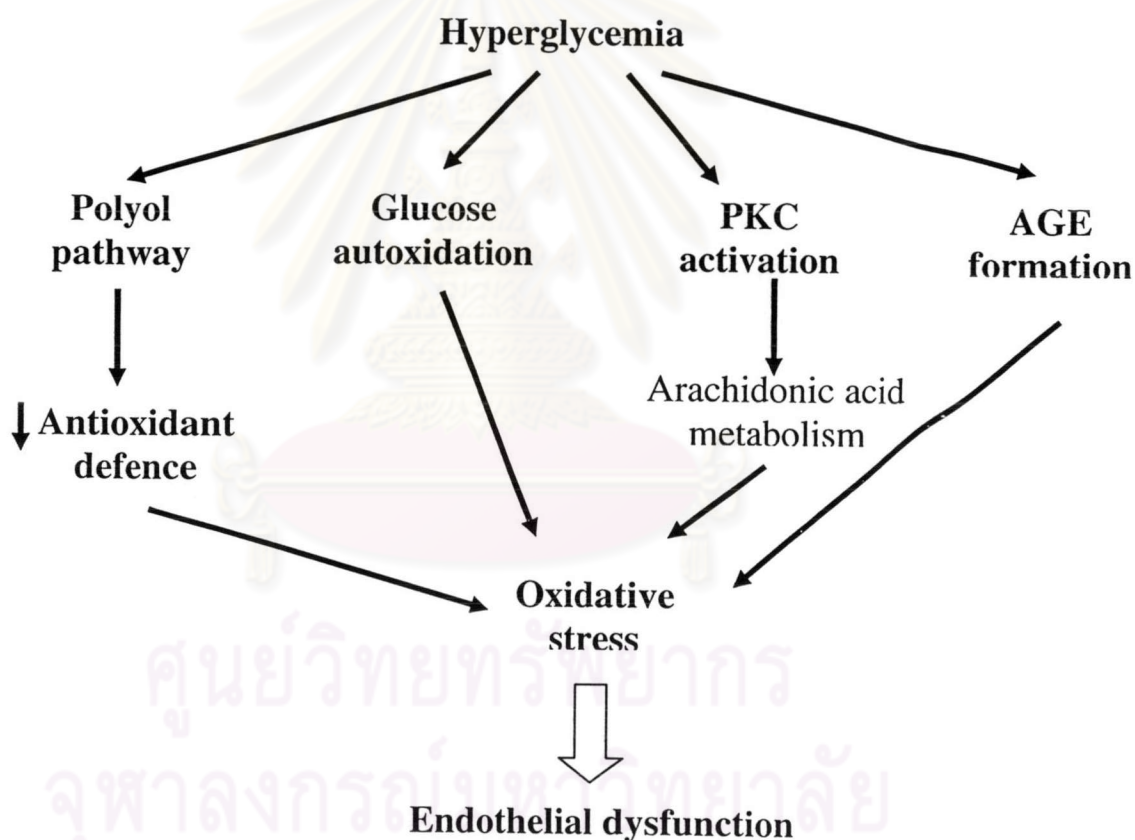 Hyperglycemia
Polyol
pathway
Glucose
autoxidation
PKC
activation
AGE
formation
↓ Antioxidant
defence
Arachidonic acid
metabolism
Oxidative
stress
ศูนย์วิทยทรัพยากร
จุฬาลงกรณ์มหาวิทยาลัย
Endothelial dysfunction